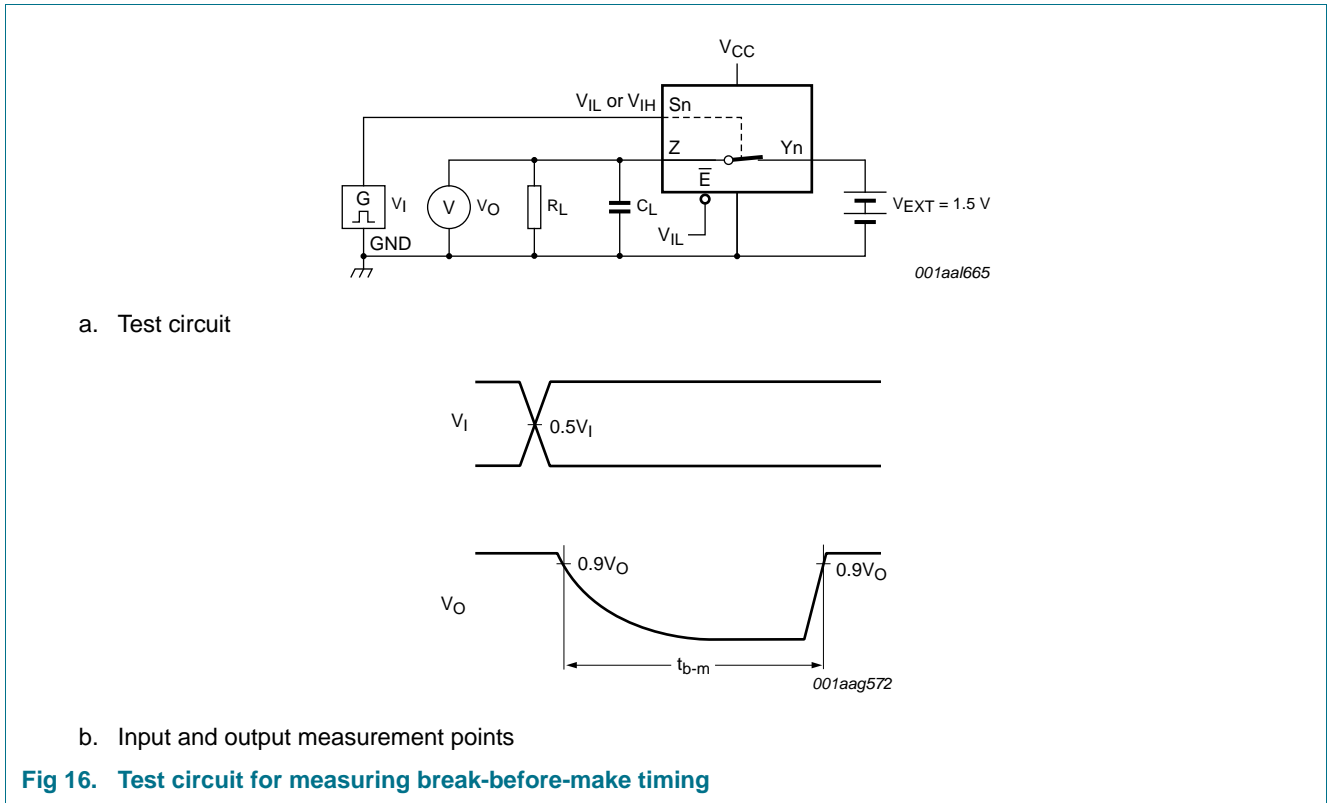 VCC
VIL or VIH Sn
Z Yn
E
G VI V VO RL CL VEXT = 1.5 V
VIL
GND
001aal665
a. Test circuit
VI 0.5VI
0.9VO 0.9VO
VO
tb-m
001aag572
b. Input and output measurement points
Fig 16. Test circuit for measuring break-before-make timing